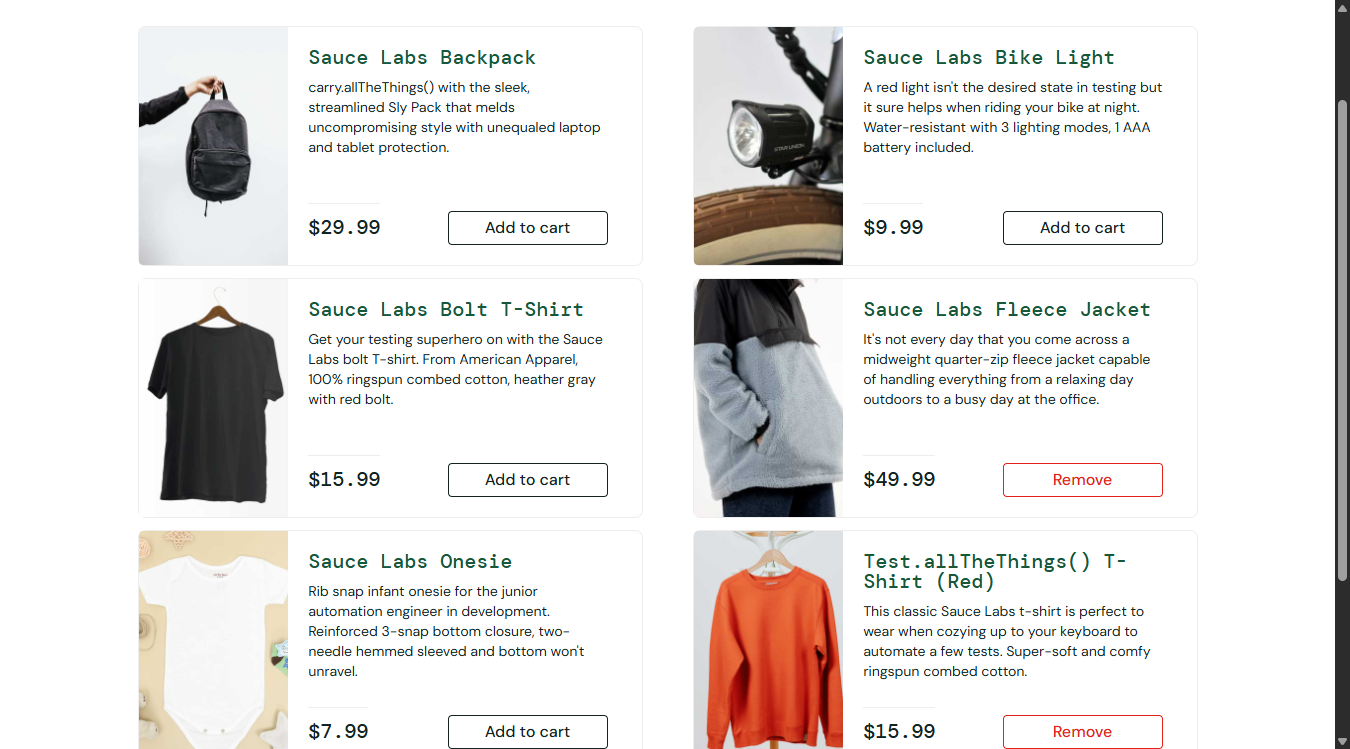 Sauce Labs Backpack
carry.allTheThings() with the sleek,
streamlined Sly Pack that melds
uncompromising style with unequaled laptop
and tablet protection.
$29.99
Add to cart
Sauce Labs Bike Light
A red light isn't the desired state in testing but
it sure helps when riding your bike at night.
Water-resistant with 3 lighting modes, 1 AAA
battery included.
$9.99
Add to cart
STAR UNION
Sauce Labs Bolt T-Shirt
Get your testing superhero on with the Sauce
Labs bolt T-shirt. From American Apparel,
100% ringspun combed cotton, heather gray
with red bolt.
$15.99
Add to cart
Sauce Labs Fleece Jacket
It's not every day that you come across a
midweight quarter-zip fleece jacket capable
of handling everything from a relaxing day
outdoors to a busy day at the office.
$49.99
Remove
Sauce Labs Onesie
Rib snap infant onesie for the junior
automation engineer in development.
Reinforced 3-snap bottom closure, two-
needle hemmed sleeved and bottom won't
unravel.
$7.99
Add to cart
Test.allTheThings() T-
Shirt (Red)
This classic Sauce Labs t-shirt is perfect to
wear when cozying up to your keyboard to
automate a few tests. Super-soft and comfy
ringspun combed cotton.
$15.99
Remove